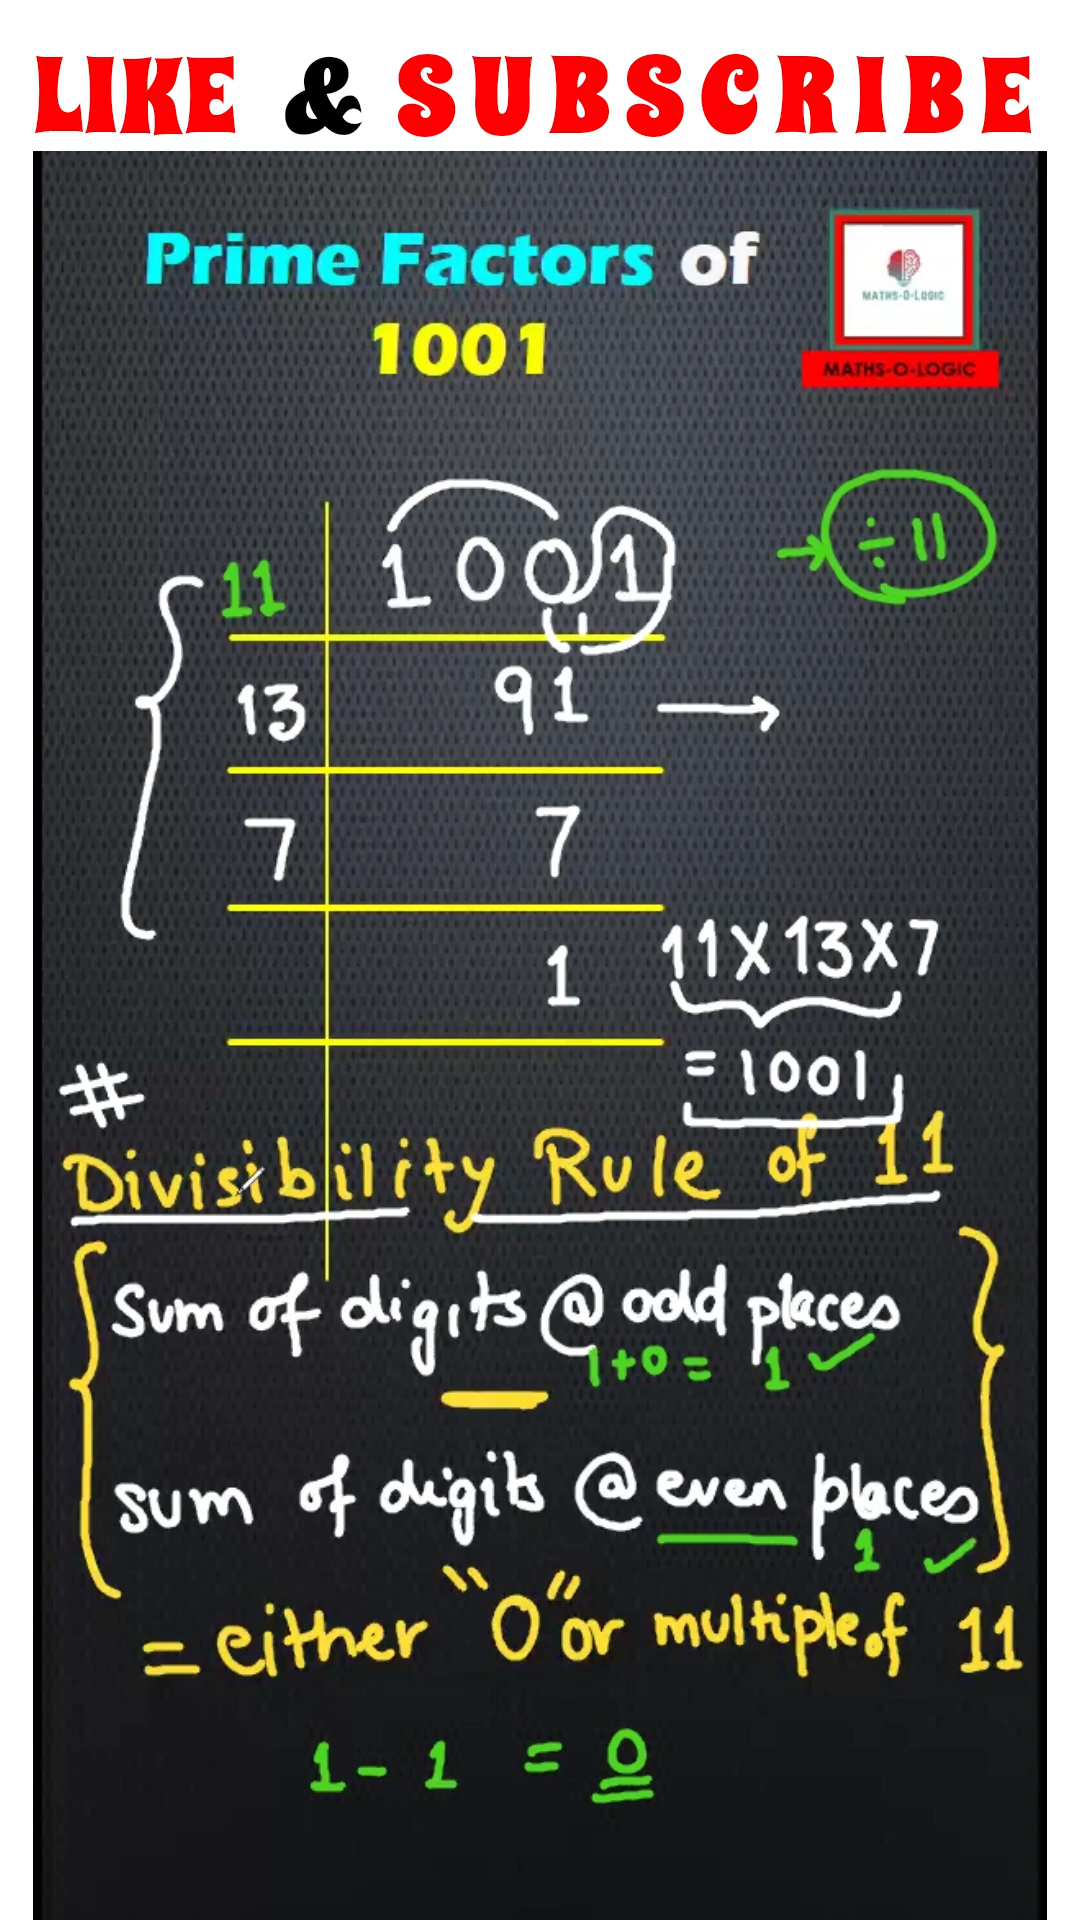 LIKE & SUBSCRIBE
Prime Factors of
1001
MATHS-O-LOGIC
MATHS-O-LOGIC
11 1001 → ÷11
13 91 →
7 7
1 11X13X7
= 1001
#
Divisibility Rule of 11
Sum of digits @ odd places
1+0 = 1 ✓
sum of digits @ even places
1 ✓
= either "0" or multiple of 11
1 - 1 = 0